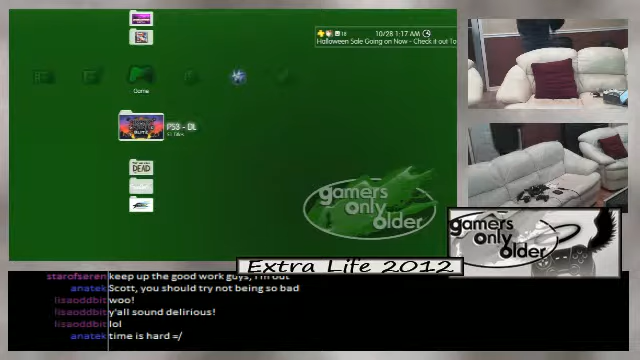 10/28 1:17 AM
Halloween Sale Going on Now - Check it out To
Game
PS3 - DL
DEAD
gamers
only
older
gamers
only
older
Extra Life 2012
starofseren keep up the good work guys, i'm out
anatek Scott, you should try not being so bad
lisaoddbit woo!
lisaoddbit y'all sound delirious!
lisaoddbit lol
anatek time is hard =/